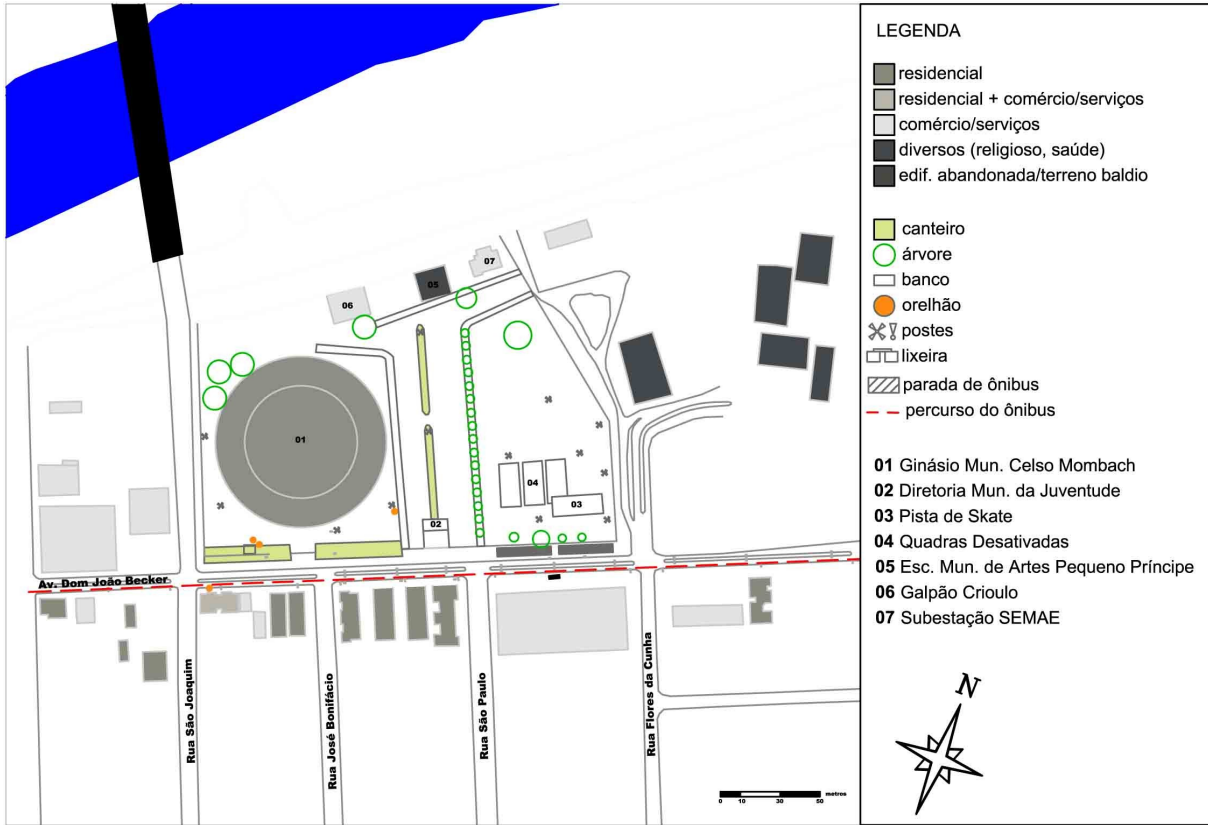 07
05
06
01
02
04
03
Av. Dom João Becker
Rua São Joaquim
Rua José Bonifácio
Rua São Paulo
Rua Flores da Cunha
metros
0 10 30 50
LEGENDA
residencial
residencial + comércio/serviços
comércio/serviços
diversos (religioso, saúde)
edif. abandonada/terreno baldio
canteiro
árvore
banco
orelhão
postes
lixeira
parada de ônibus
percurso do ônibus
01 Ginásio Mun. Celso Mombach
02 Diretoria Mun. da Juventude
03 Pista de Skate
04 Quadras Desativadas
05 Esc. Mun. de Artes Pequeno Príncipe
06 Galpão Crioulo
07 Subestação SEMAE
N